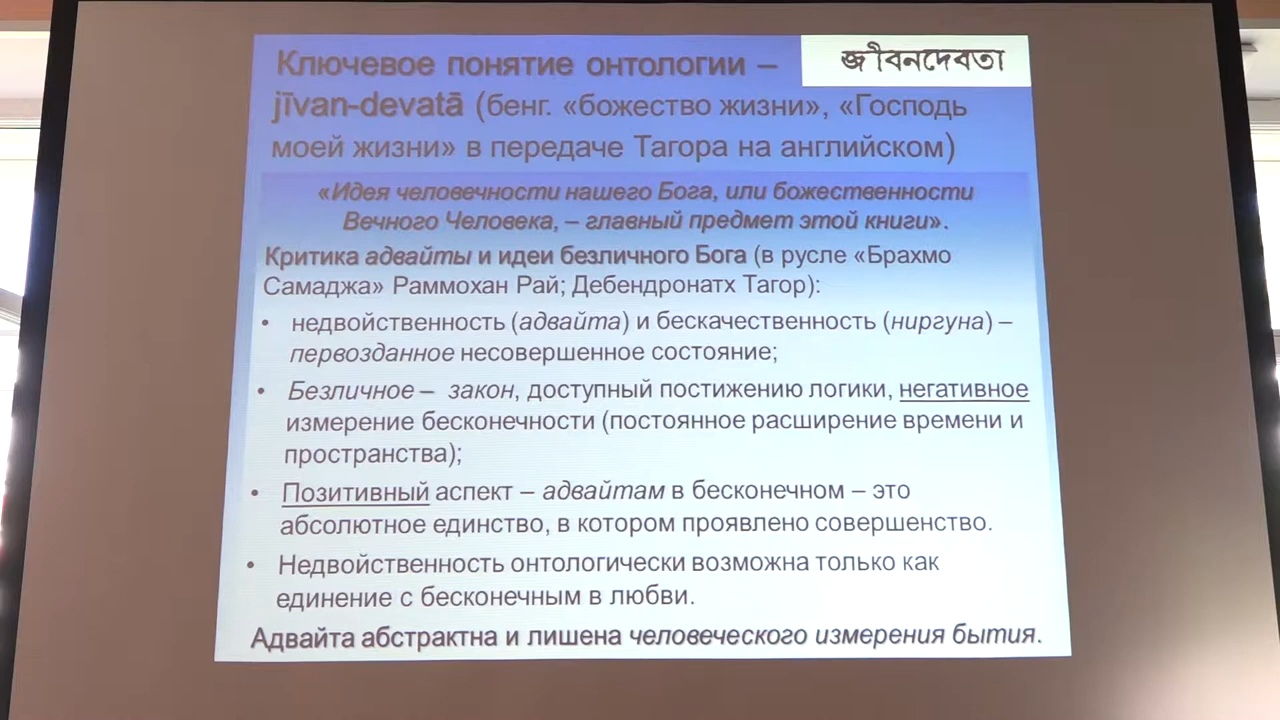 Ключевое понятие онтологии –
জীবনদেবতা
jīvan-devatā (бенг. «божество жизни», «Господь
моей жизни» в передаче Тагора на английском)
«Идея человечности нашего Бога, или божественности
Вечного Человека, – главный предмет этой книги».
Критика адвайты и идеи безличного Бога (в русле «Брахмо
Самаджа» Раммохан Рай; Дебендронатх Тагор):
• недвойственность (адвайта) и бескачественность (ниргуна) –
первозданное несовершенное состояние;
• Безличное – закон, доступный постижению логики, негативное
измерение бесконечности (постоянное расширение времени и
пространства);
• Позитивный аспект – адвайтам в бесконечном – это
абсолютное единство, в котором проявлено совершенство.
• Недвойственность онтологически возможна только как
единение с бесконечным в любви.
Адвайта абстрактна и лишена человеческого измерения бытия.